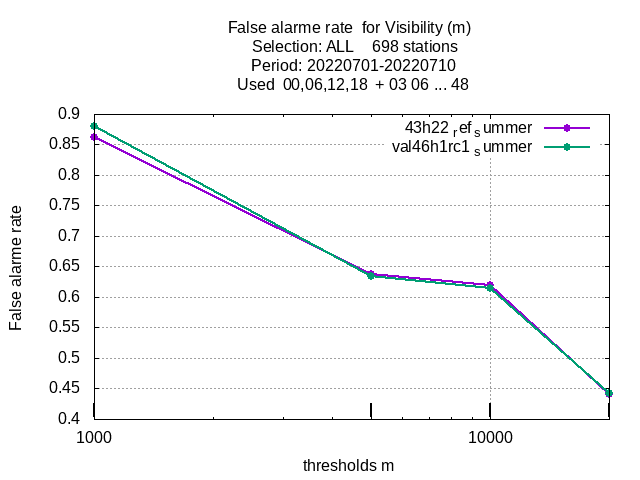 False alarme rate for Visibility (m)
Selection: ALL 698 stations
Period: 20220701-20220710
Used 00,06,12,18 + 03 06 ... 48
0.9
0.85
0.8
0.75
0.7
0.65
0.6
0.55
0.5
0.45
0.4
False alarme rate
43h22_ref_summer
val46h1rc1_summer
1000
10000
thresholds m